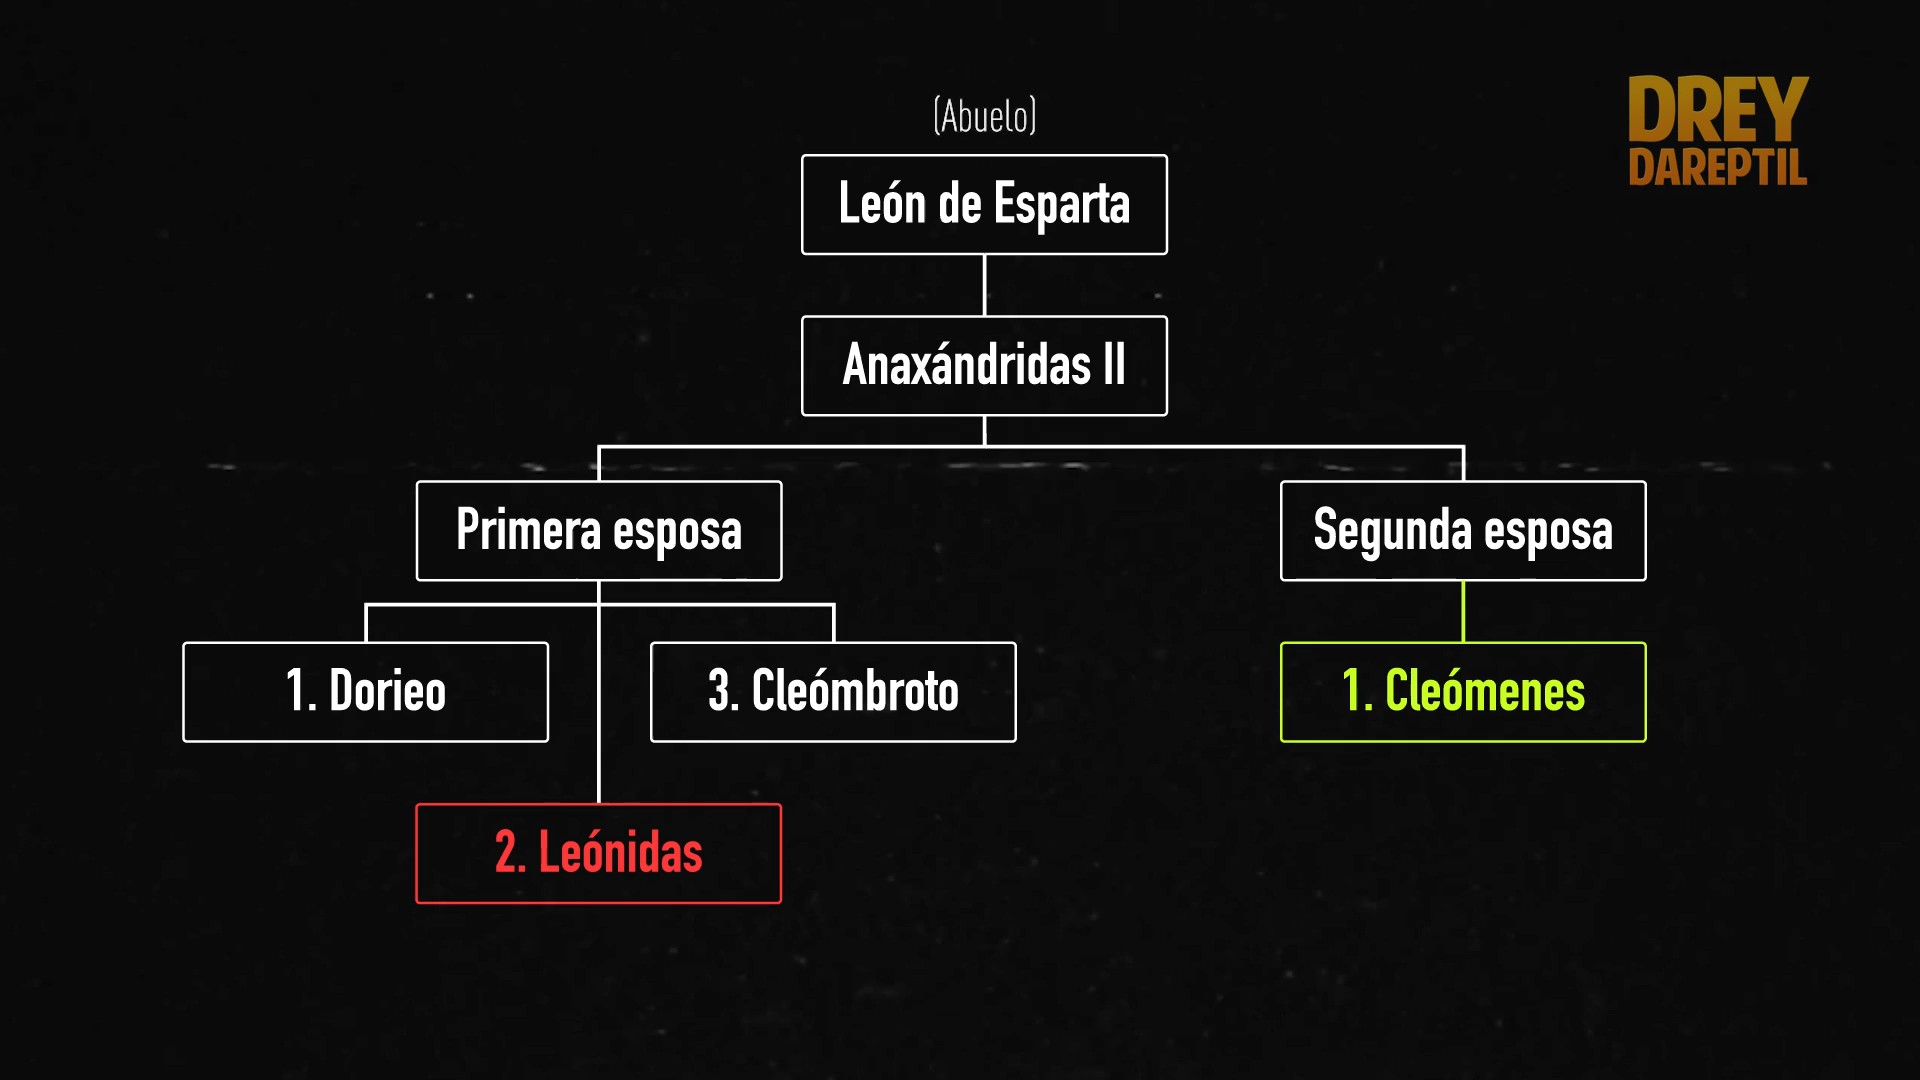 (Abuelo)
DREY
DAREPTIL
León de Esparta
Anaxándridas II
Primera esposa
Segunda esposa
1. Dorieo
3. Cleómbroto
1. Cleómenes
2. Leónidas